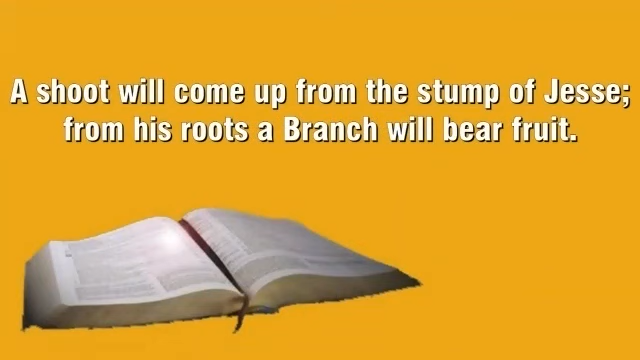 A shoot will come up from the stump of Jesse;
from his roots a Branch will bear fruit.